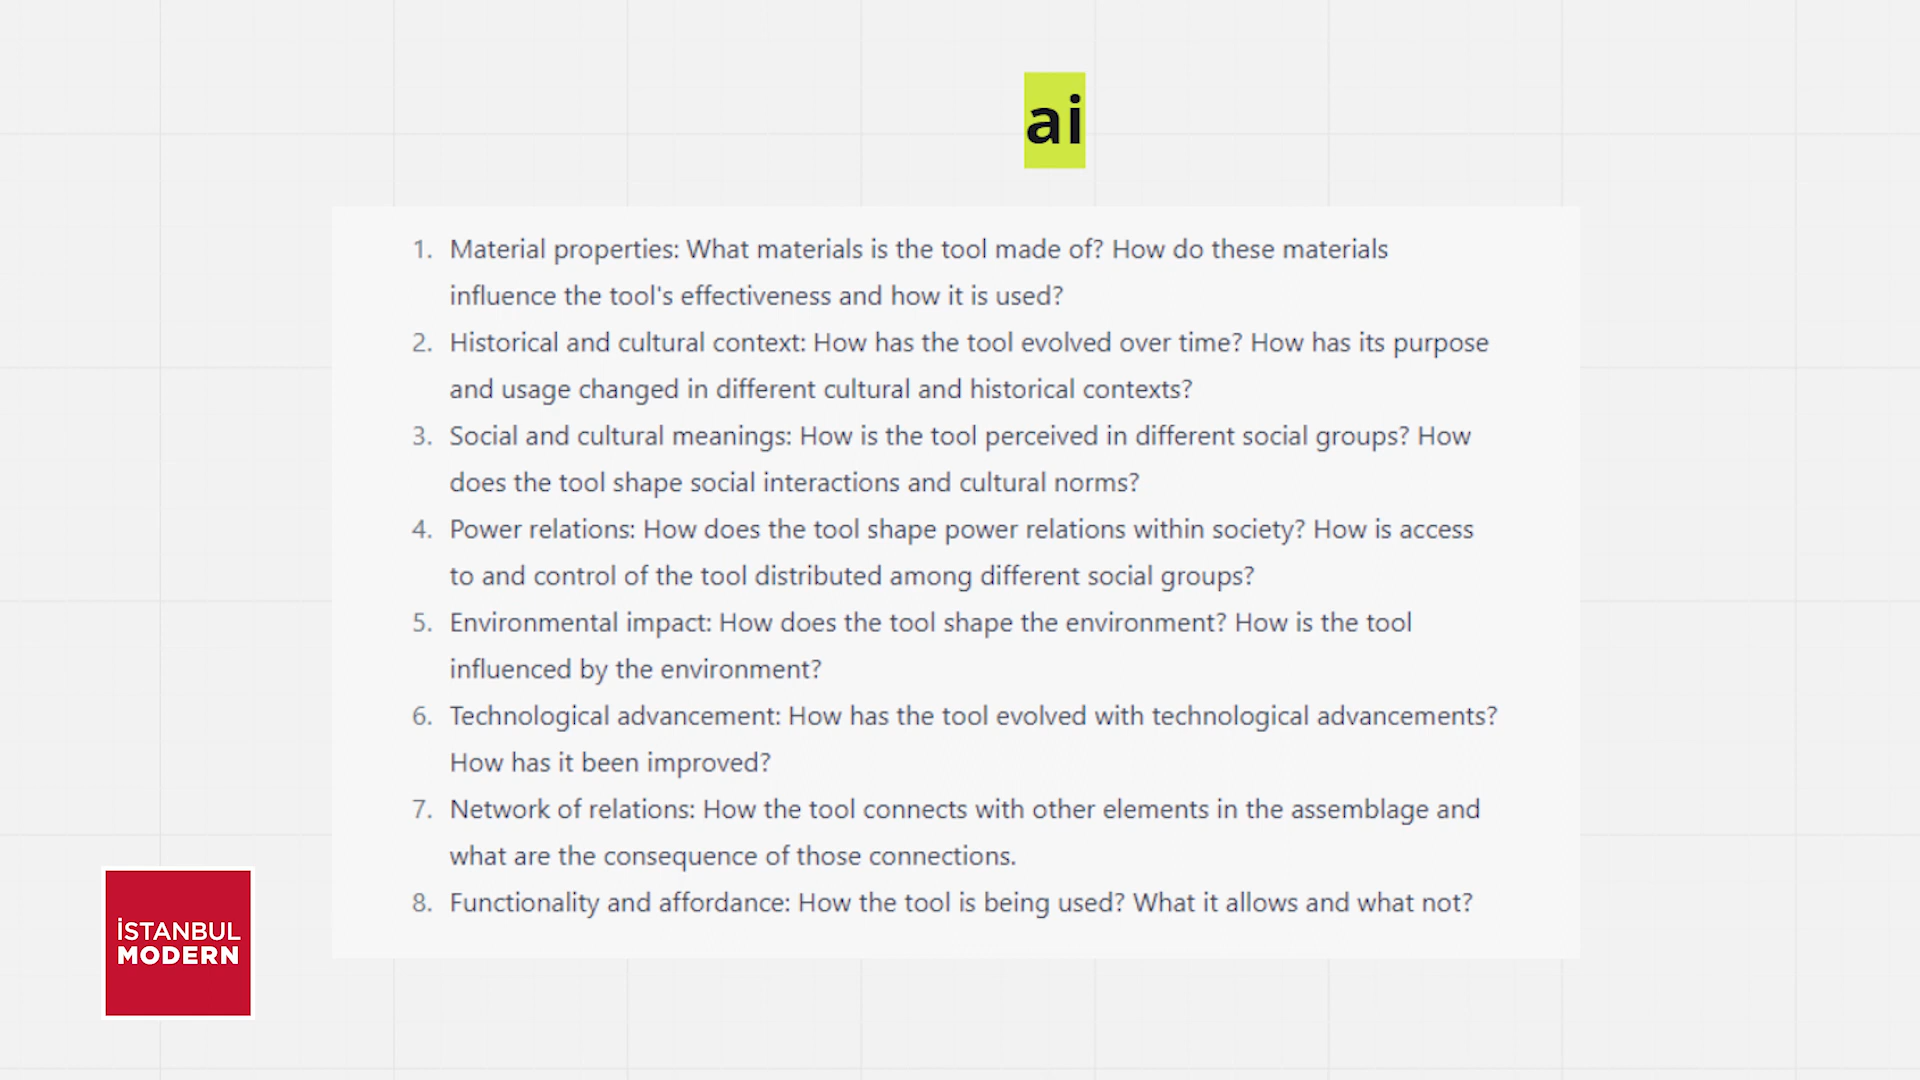 ai
1. Material properties: What materials is the tool made of? How do these materials
influence the tool's effectiveness and how it is used?
2. Historical and cultural context: How has the tool evolved over time? How has its purpose
and usage changed in different cultural and historical contexts?
3. Social and cultural meanings: How is the tool perceived in different social groups? How
does the tool shape social interactions and cultural norms?
4. Power relations: How does the tool shape power relations within society? How is access
to and control of the tool distributed among different social groups?
5. Environmental impact: How does the tool shape the environment? How is the tool
influenced by the environment?
6. Technological advancement: How has the tool evolved with technological advancements?
How has it been improved?
7. Network of relations: How the tool connects with other elements in the assemblage and
what are the consequence of those connections.
8. Functionality and affordance: How the tool is being used? What it allows and what not?
İSTANBUL
MODERN